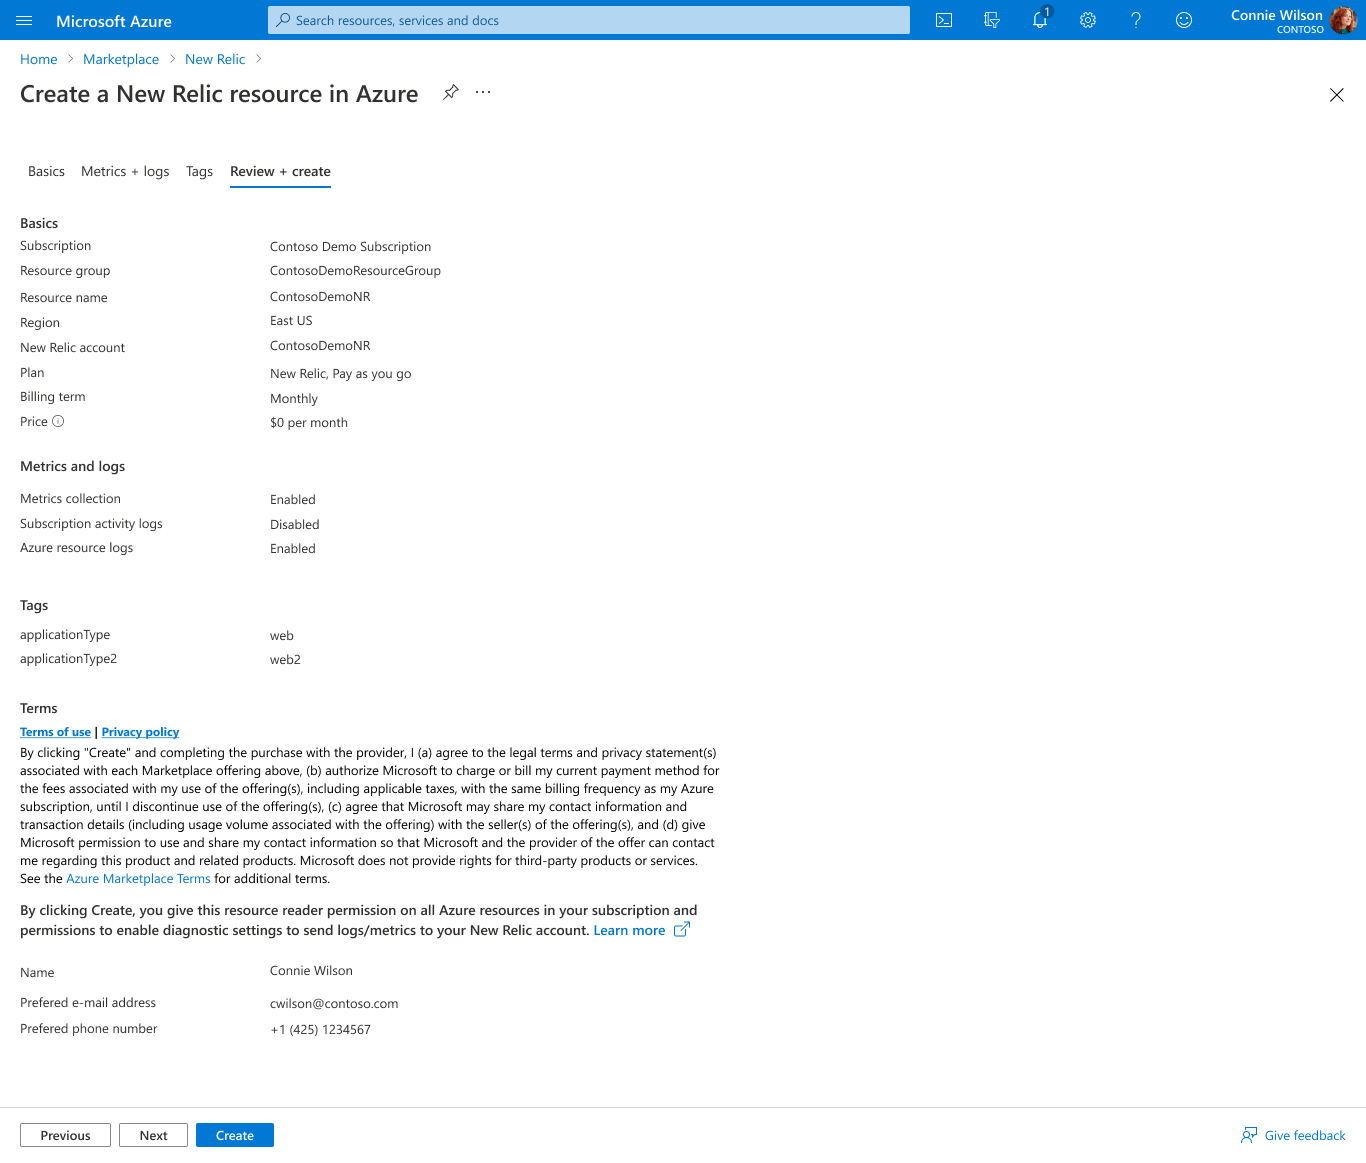 Microsoft Azure
Search resources, services and docs
1
Connie Wilson
CONTOSO
Home > Marketplace > New Relic >
Create a New Relic resource in Azure
Basics Metrics + logs Tags Review + create
Basics
Subscription Contoso Demo Subscription
Resource group ContosoDemoResourceGroup
Resource name ContosoDemoNR
Region East US
New Relic account ContosoDemoNR
Plan New Relic, Pay as you go
Billing term Monthly
Price $0 per month
Metrics and logs
Metrics collection Enabled
Subscription activity logs Disabled
Azure resource logs Enabled
Tags
applicationType web
applicationType2 web2
Terms
Terms of use | Privacy policy
By clicking "Create" and completing the purchase with the provider, I (a) agree to the legal terms and privacy statement(s)
associated with each Marketplace offering above, (b) authorize Microsoft to charge or bill my current payment method for
the fees associated with my use of the offering(s), including applicable taxes, with the same billing frequency as my Azure
subscription, until I discontinue use of the offering(s), (c) agree that Microsoft may share my contact information and
transaction details (including usage volume associated with the offering) with the seller(s) of the offering(s), and (d) give
Microsoft permission to use and share my contact information so that Microsoft and the provider of the offer can contact
me regarding this product and related products. Microsoft does not provide rights for third-party products or services.
See the Azure Marketplace Terms for additional terms.
By clicking Create, you give this resource reader permission on all Azure resources in your subscription and
permissions to enable diagnostic settings to send logs/metrics to your New Relic account. Learn more
Name Connie Wilson
Prefered e-mail address cwilson@contoso.com
Prefered phone number +1 (425) 1234567
Previous Next Create Give feedback